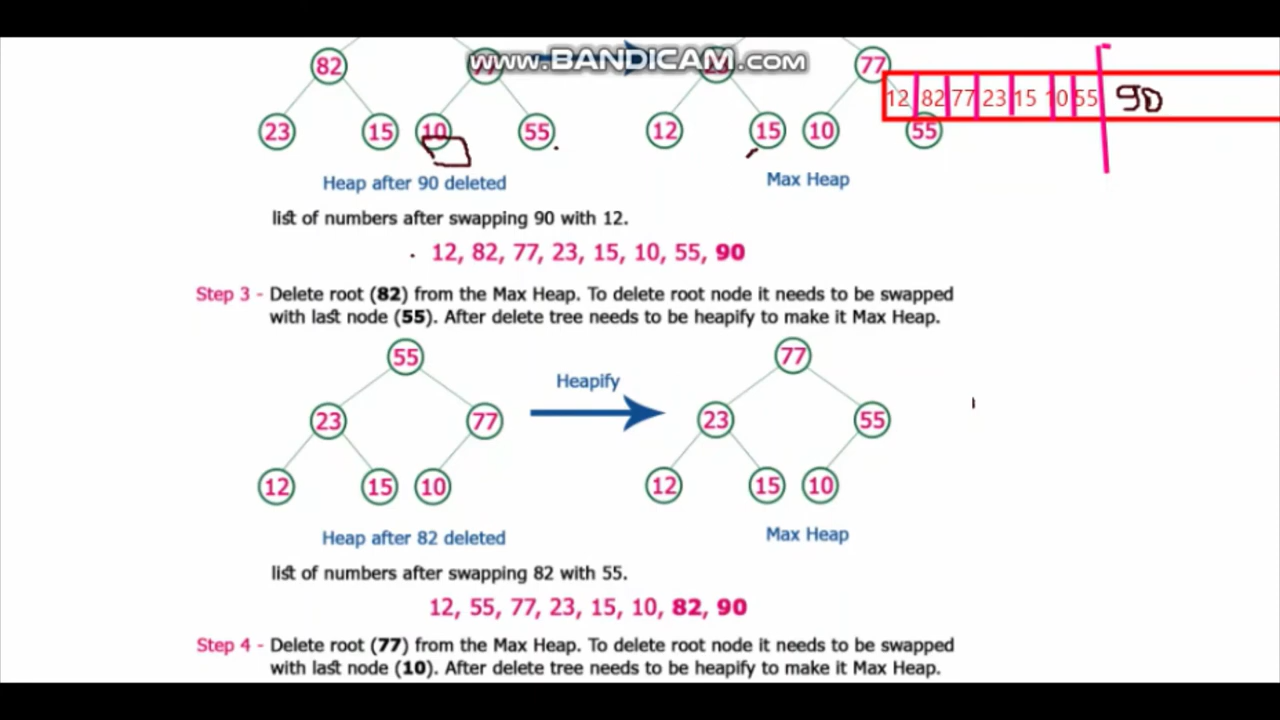 www.BANDICAM.com
82 77 23 77
12 82 77 23 15 10 55 90
23 15 10 55 12 15 10 55
Heap after 90 deleted Max Heap
list of numbers after swapping 90 with 12.
12, 82, 77, 23, 15, 10, 55, 90
Step 3 - Delete root (82) from the Max Heap. To delete root node it needs to be swapped
with last node (55). After delete tree needs to be heapify to make it Max Heap.
55 77
Heapify
23 77 23 55
12 15 10 12 15 10
Heap after 82 deleted Max Heap
list of numbers after swapping 82 with 55.
12, 55, 77, 23, 15, 10, 82, 90
Step 4 - Delete root (77) from the Max Heap. To delete root node it needs to be swapped
with last node (10). After delete tree needs to be heapify to make it Max Heap.